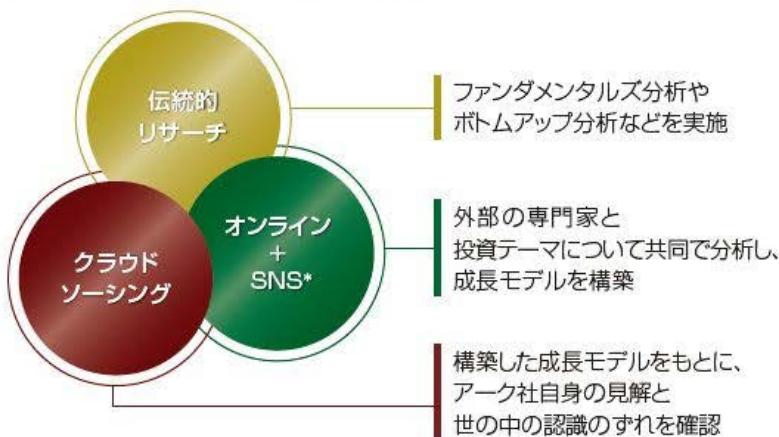 伝統的
リサーチ
ファンダメンタルズ分析や
ボトムアップ分析などを実施
オンライン
+
SNS*
外部の専門家と
投資テーマについて共同で分析し、
成長モデルを構築
クラウド
ソーシング
構築した成長モデルをもとに、
アーク社自身の見解と
世の中の認識のずれを確認